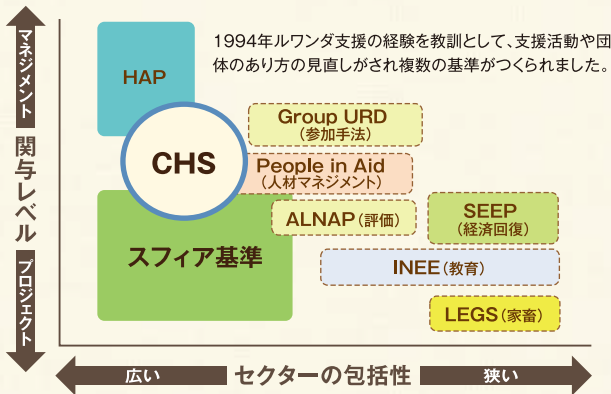 1994年ルワンダ支援の経験を教訓として、支援活動や団
体のあり方の見直しがされ複数の基準がつくられました。
マネジメント
関与レベル
プロジェクト
HAP
CHS
Group URD
(参加手法)
People in Aid
(人材マネジメント)
ALNAP(評価)
SEEP
(経済回復)
スフィア基準
INEE(教育)
LEGS(家畜)
広い
セクターの包括性
狭い